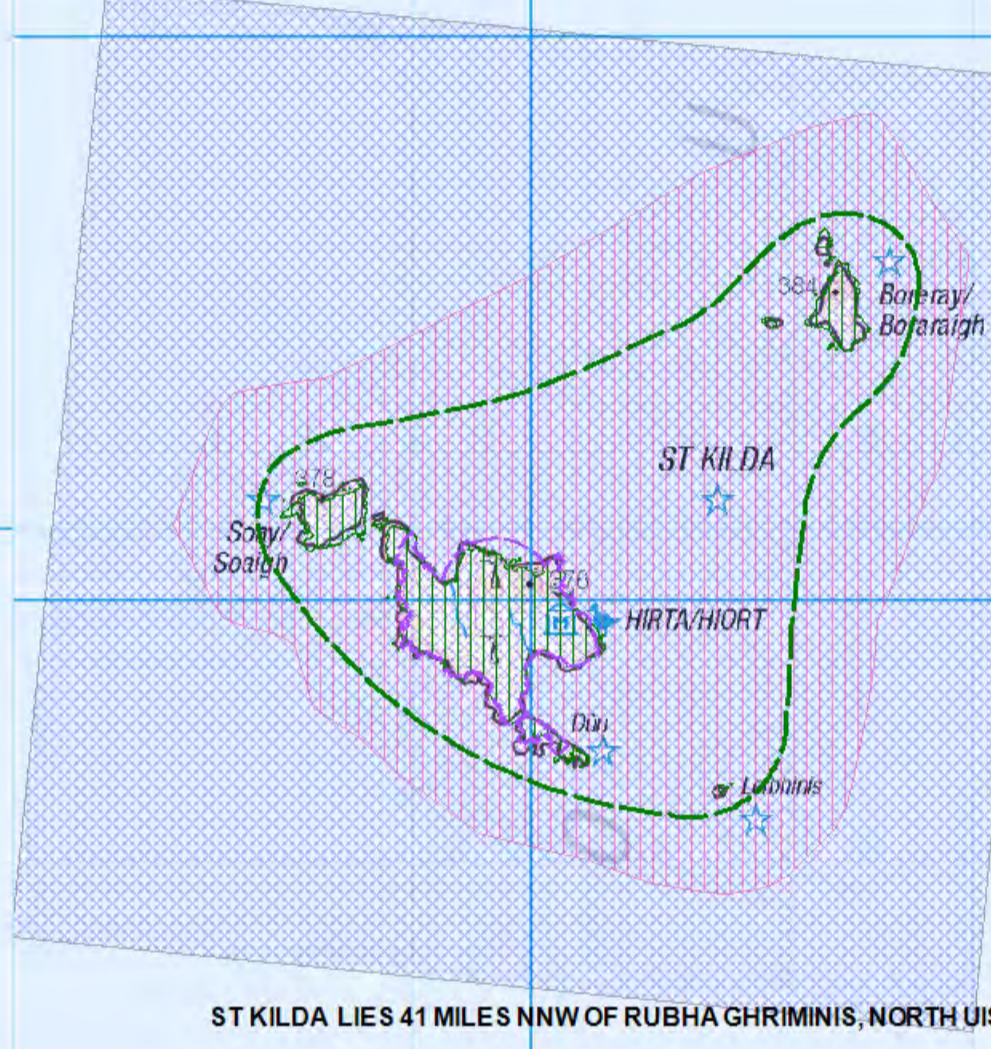 384
Boreray/
Boraraigh
ST KILDA
378
Soay/
Soaigh
376
HIRTA/HIORT
Dùn
ST KILDA LIES 41 MILES NNW OF RUBHA GHRIMINIS, NORTH UIS